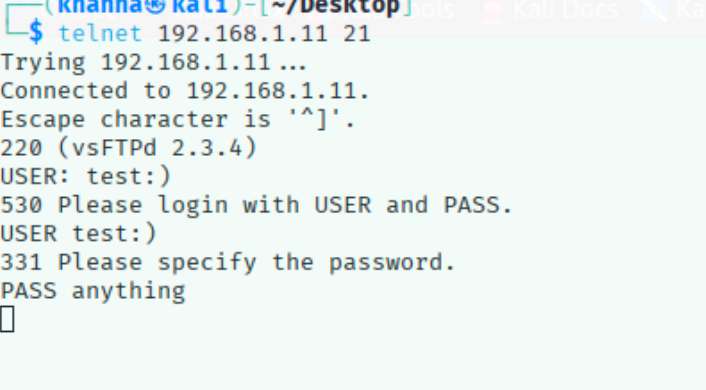 (khanna㉿kali)-[~/Desktop]
ols Kali Docs Ka
$ telnet 192.168.1.11 21
Trying 192.168.1.11...
Connected to 192.168.1.11.
Escape character is '^]'.
220 (vsFTPd 2.3.4)
USER: test:)
530 Please login with USER and PASS.
USER test:)
331 Please specify the password.
PASS anything